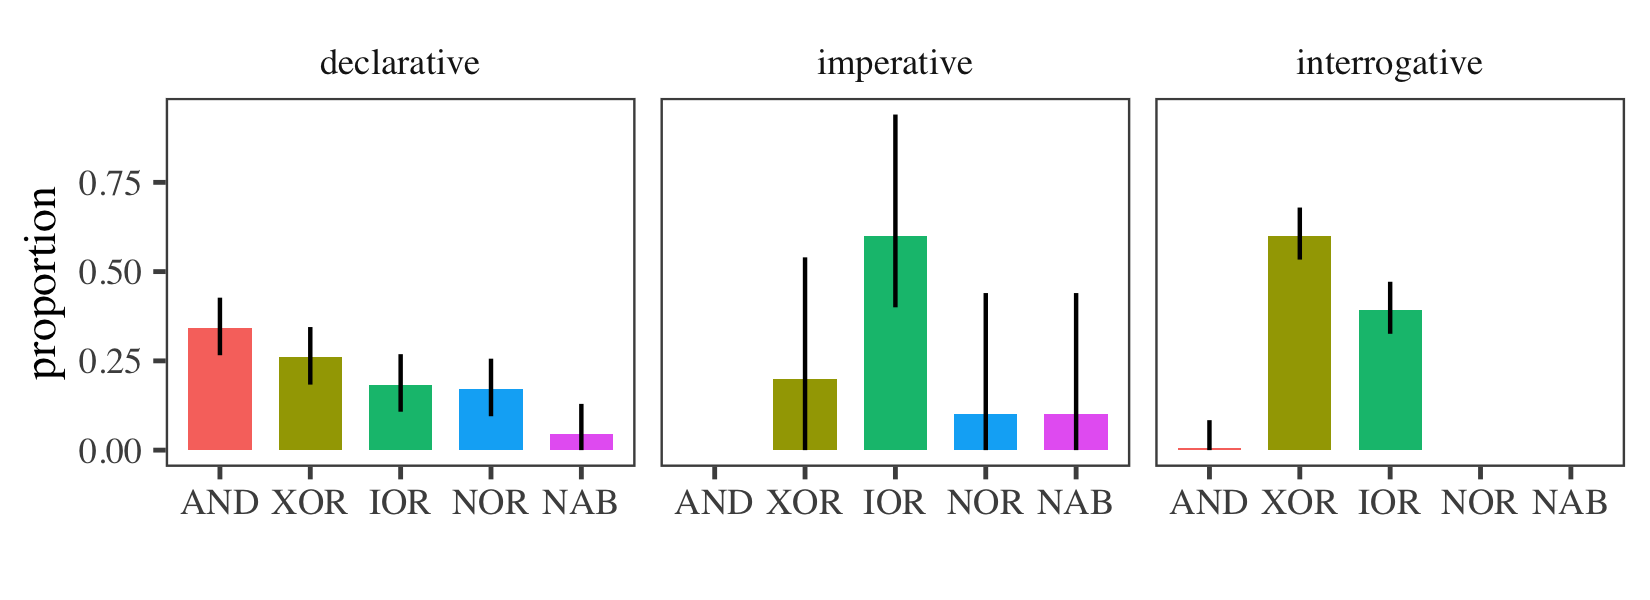 declarative imperative interrogative
proportion
0.75
0.50
0.25
0.00
AND XOR IOR NOR NAB AND XOR IOR NOR NAB AND XOR IOR NOR NAB